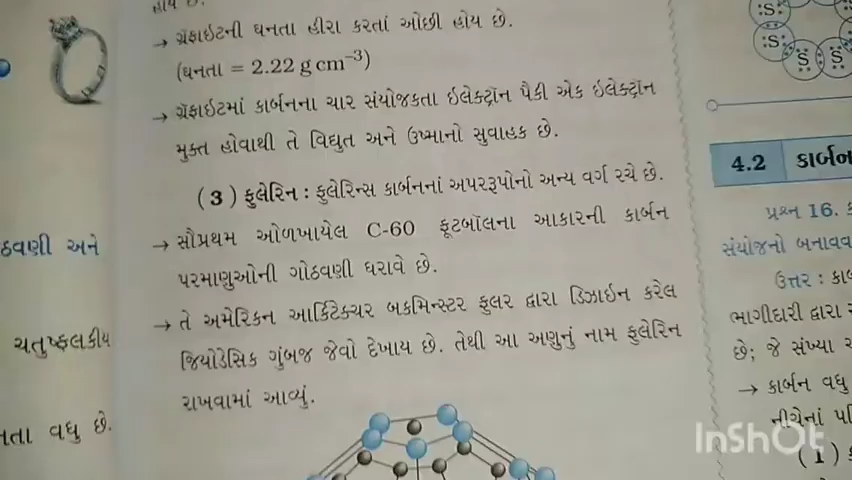 હોય છે.
→ ગ્રૅફાઇટની ઘનતા હીરા કરતાં ઓછી હોય છે.
(ઘનતા = 2.22 g cm⁻³)
→ ગ્રૅફાઇટમાં કાર્બનના ચાર સંયોજકતા ઇલેક્ટ્રૉન પૈકી એક ઇલેક્ટ્રૉન
મુક્ત હોવાથી તે વિદ્યુત અને ઉષ્માનો સુવાહક છે.
(3) ફુલેરિન : ફુલેરિન્સ કાર્બનનાં અપરરૂપોનો અન્ય વર્ગ રચે છે.
→ સૌપ્રથમ ઓળખાયેલ C-60 ફૂટબૉલના આકારની કાર્બન
પરમાણુઓની ગોઠવણી ધરાવે છે.
→ તે અમેરિકન આર્કિટેક્ચર બકમિન્સ્ટર ફુલર દ્વારા ડિઝાઇન કરેલ
જિયોડેસિક ગુંબજ જેવો દેખાય છે. તેથી આ અણુનું નામ ફુલેરિન
રાખવામાં આવ્યું.
ઠવણી અને
ચતુષ્ફલકીય
નતા વધુ છે.
S
S
S S
4.2 કાર્બન
પ્રશ્ન 16.
સંયોજનો બનાવવ
ઉત્તર : કાર્બ
ભાગીદારી દ્વારા
છે; જે સંખ્યા
→ કાર્બન વધુ
નીચેનાં
(1)
InShOt